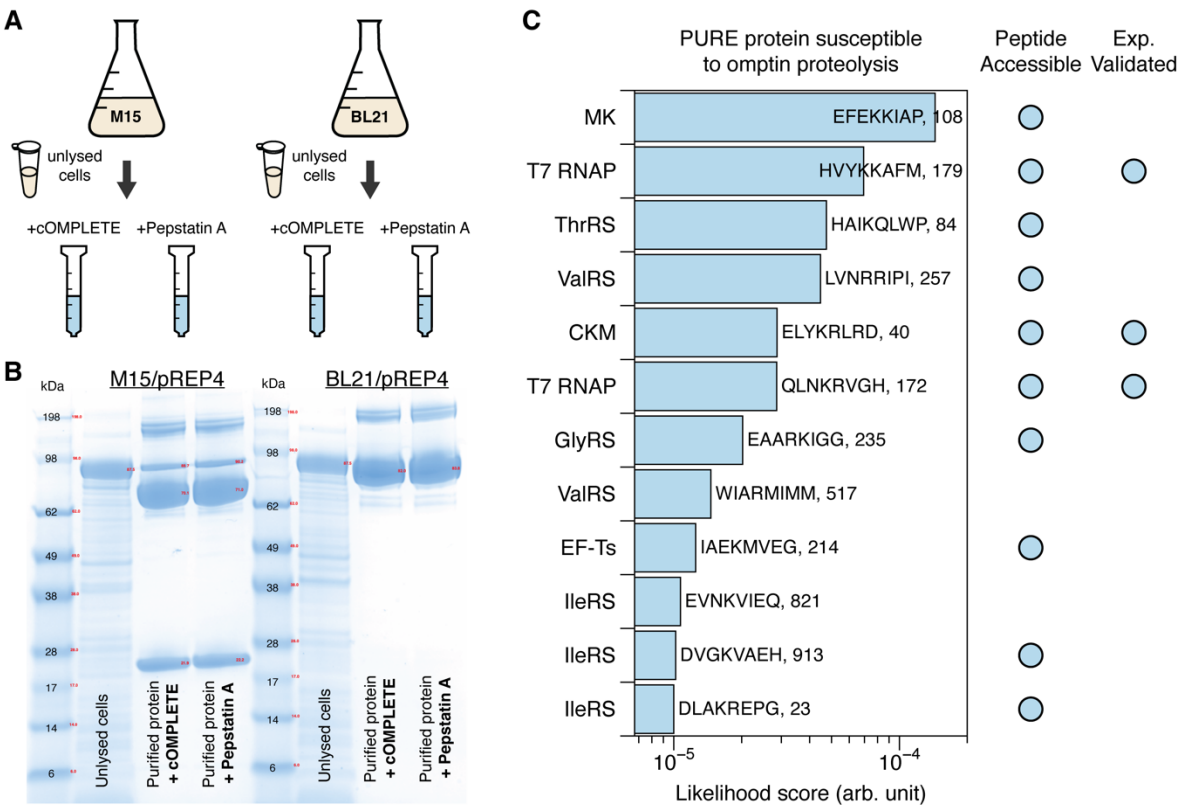 A
M15
BL21
unlysed
cells
unlysed
cells
+cOMPLETE
+Pepstatin A
+cOMPLETE
+Pepstatin A
B
M15/pREP4
BL21/pREP4
kDa
198
98
62
49
38
28
17
14
6
kDa
198
98
62
49
38
28
17
14
6
Unlysed cells
Purified protein
+ cOMPLETE
Purified protein
+ Pepstatin A
Unlysed cells
Purified protein
+ cOMPLETE
Purified protein
+ Pepstatin A
C
PURE protein susceptible
to omptin proteolysis
Peptide
Accessible
Exp.
Validated
MK EFEKKIAP, 108
T7 RNAP HVYKKAFM, 179
ThrRS HAIKQLWP, 84
ValRS LVNRRIPI, 257
CKM ELYKRLRD, 40
T7 RNAP QLNKRVGH, 172
GlyRS EAARKIGG, 235
ValRS WIARMIMM, 517
EF-Ts IAEKMVEG, 214
IleRS EVNKVIEQ, 821
IleRS DVGKVAEH, 913
IleRS DLAKREPG, 23
10⁻⁵
10⁻⁴
Likelihood score (arb. unit)